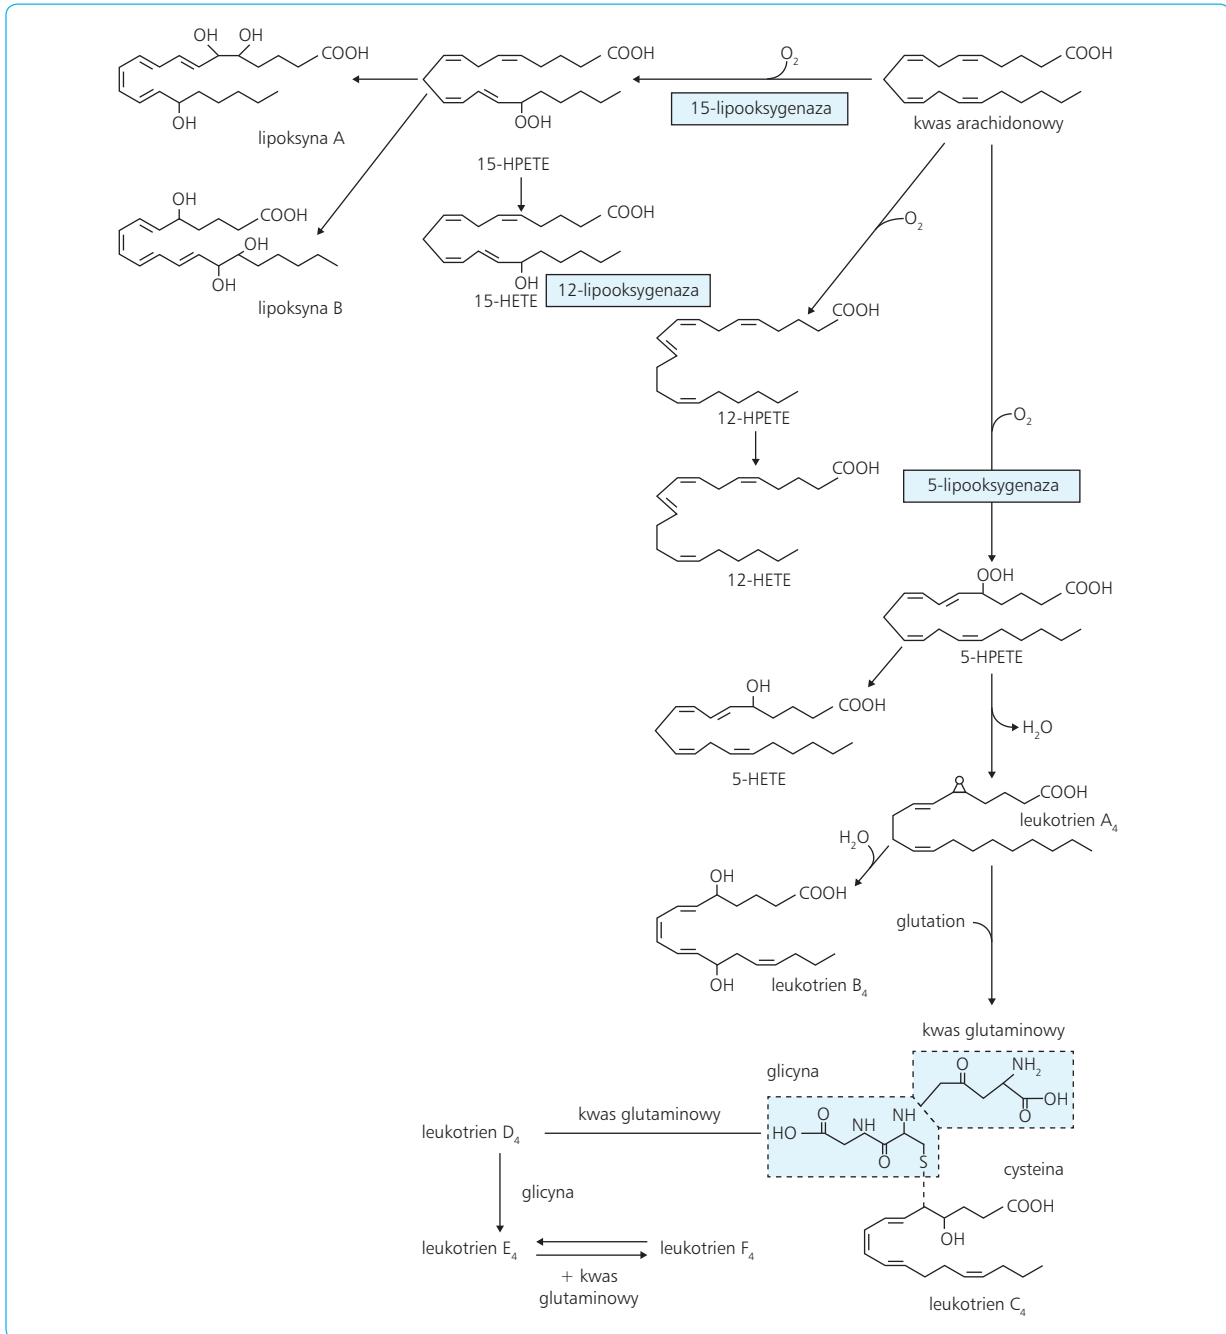 OH OH
COOH
OH
lipoksyna A
COOH
OOH
15-HPETE
O2
15-lipooksygenaza
COOH
kwas arachidonowy
OH
COOH
OH
OH
lipoksyna B
COOH
OH
15-HETE
12-lipooksygenaza
O2
COOH
12-HPETE
COOH
12-HETE
O2
5-lipooksygenaza
OOH
COOH
5-HPETE
OH
COOH
5-HETE
H2O
O
COOH
leukotrien A4
H2O
OH
COOH
OH
leukotrien B4
glutation
kwas glutaminowy
O
NH2
OH
O
glicyna
O
HO
NH
NH
O
S
cysteina
kwas glutaminowy
leukotrien D4
glicyna
leukotrien E4
leukotrien F4
+ kwas
glutaminowy
COOH
OH
leukotrien C4